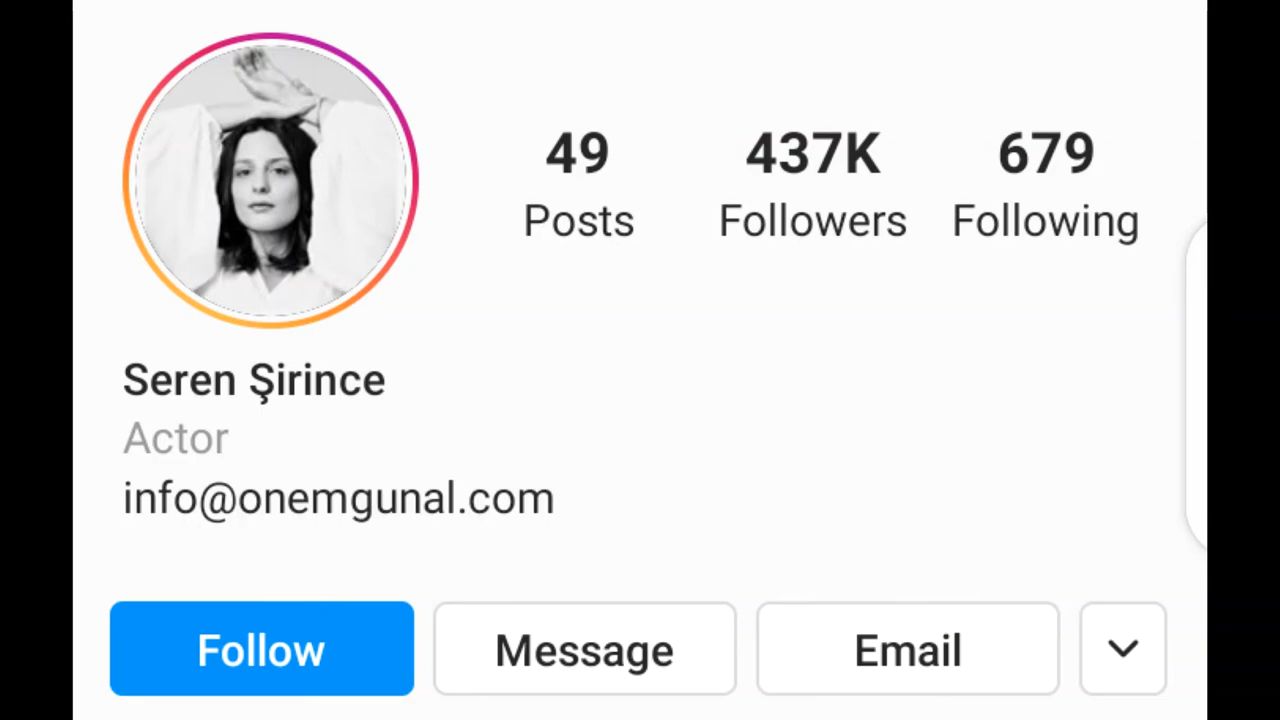 49 437K 679
Posts Followers Following
Seren Şirince
Actor
info@onemgunal.com
Follow Message Email